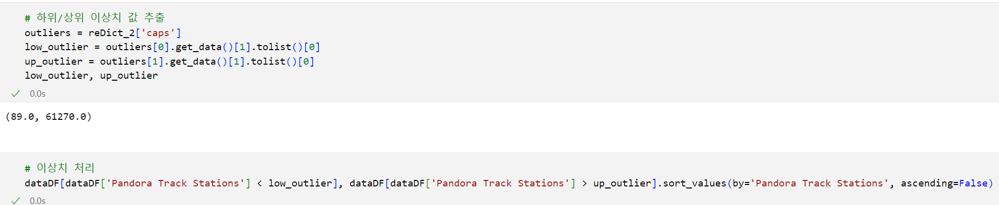 # 하위/상위 이상치 값 추출
outliers = reDict_2['caps']
low_outlier = outliers[0].get_data()[1].tolist()[0]
up_outlier = outliers[1].get_data()[1].tolist()[0]
low_outlier, up_outlier
✓ 0.0s
(89.0, 61270.0)
# 이상치 처리
dataDF[dataDF['Pandora Track Stations'] < low_outlier], dataDF[dataDF['Pandora Track Stations'] > up_outlier].sort_values(by='Pandora Track Stations', ascending=False)
✓ 0.0s